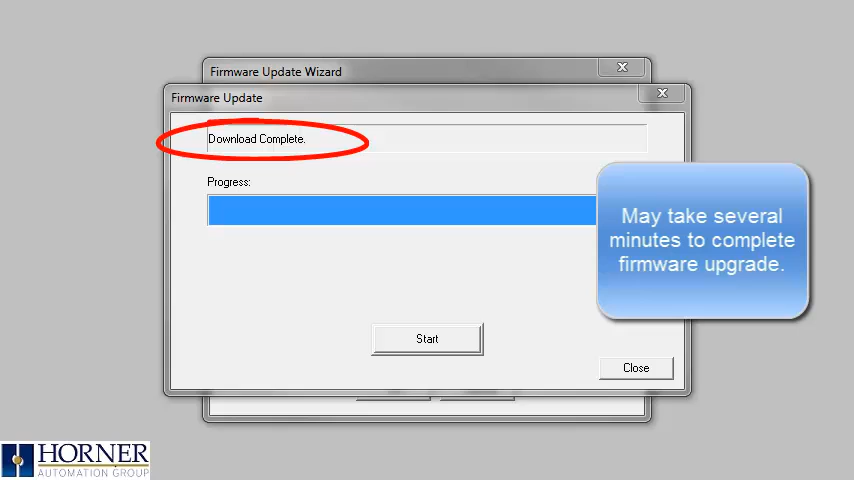 Firmware Update Wizard
Firmware Update
Download Complete.
Progress:
May take several
minutes to complete
firmware upgrade.
Start
Close
HORNER
AUTOMATION GROUP